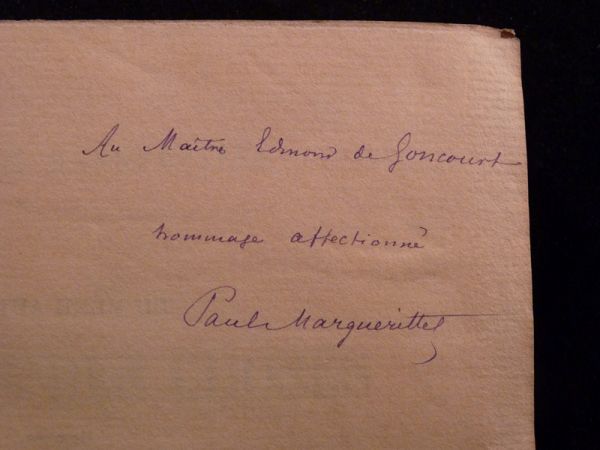 Au Maître Edmond de Goncourt
hommage affectionné
Paul Margueritte